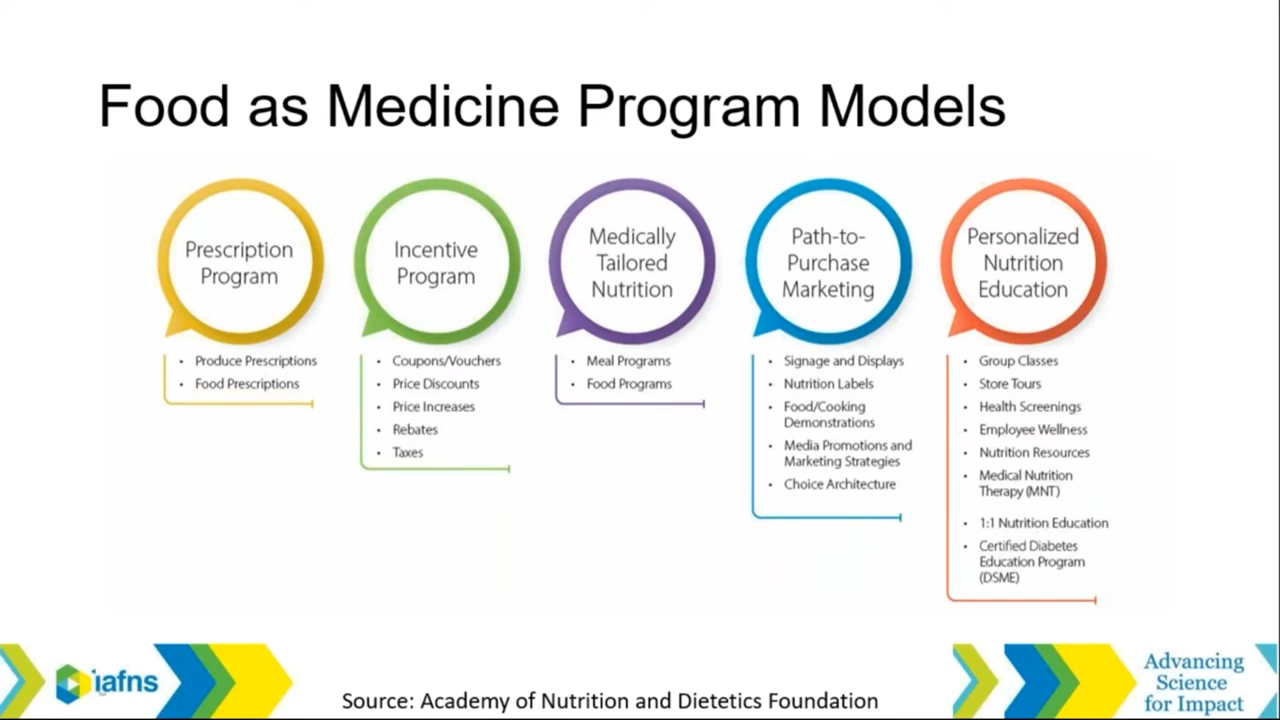 Food as Medicine Program Models
Prescription
Program
• Produce Prescriptions
• Food Prescriptions
Incentive
Program
• Coupons/Vouchers
• Price Discounts
• Price Increases
• Rebates
• Taxes
Medically
Tailored
Nutrition
• Meal Programs
• Food Programs
Path-to-
Purchase
Marketing
• Signage and Displays
• Nutrition Labels
• Food/Cooking
Demonstrations
• Media Promotions and
Marketing Strategies
• Choice Architecture
Personalized
Nutrition
Education
• Group Classes
• Store Tours
• Health Screenings
• Employee Wellness
• Nutrition Resources
• Medical Nutrition
Therapy (MNT)
• 1:1 Nutrition Education
• Certified Diabetes
Education Program
(DSME)
iafns
Source: Academy of Nutrition and Dietetics Foundation
Advancing
Science
for Impact